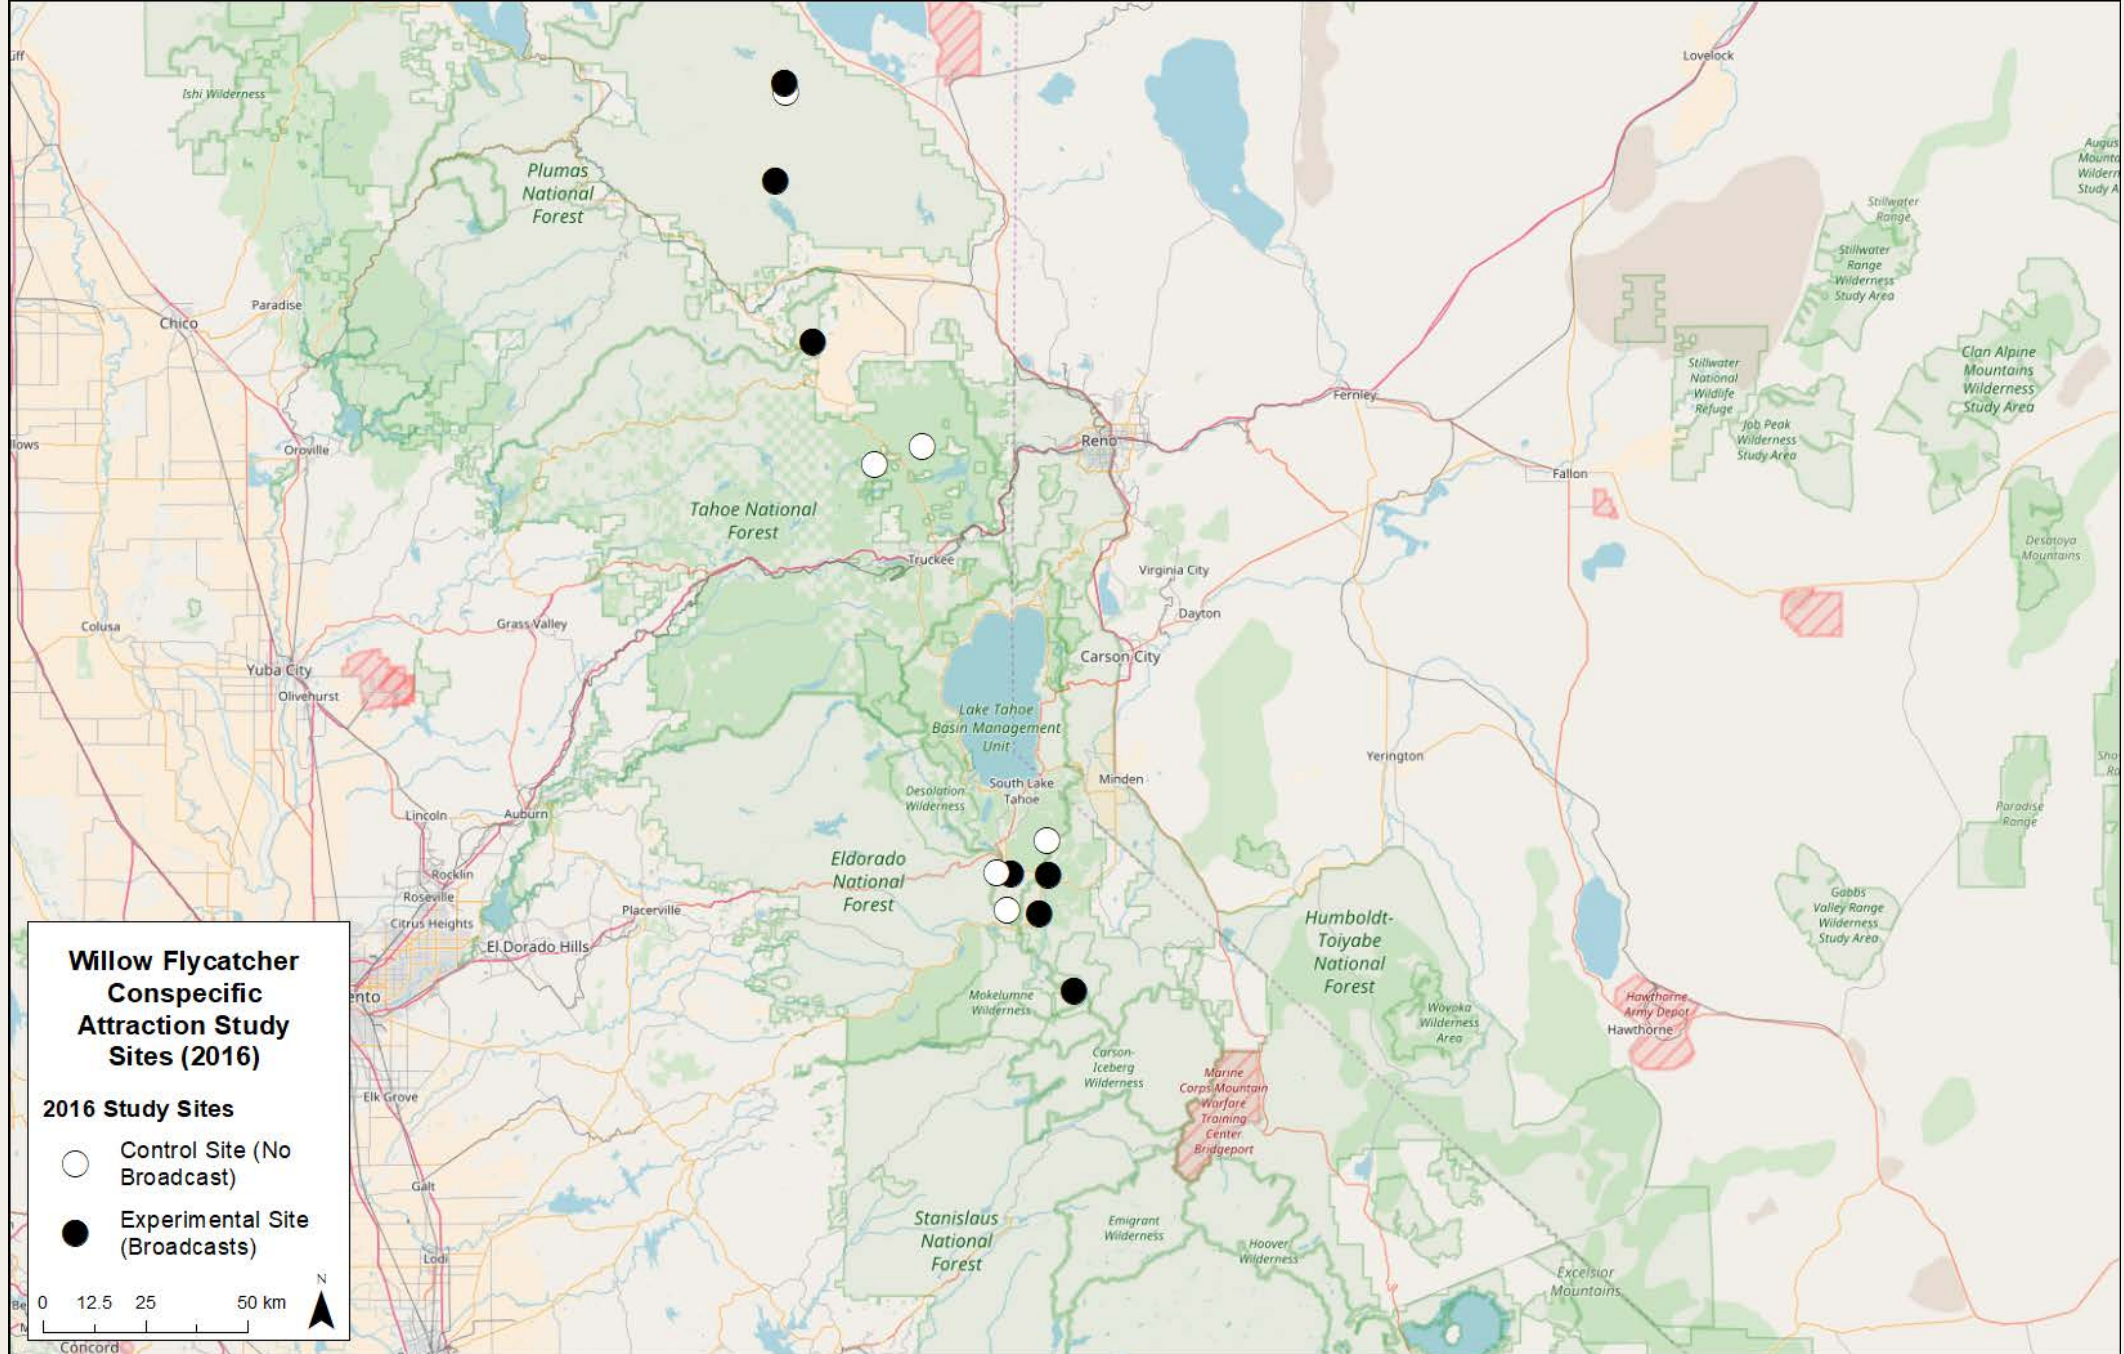 Lovelock
Ishi Wilderness
Plumas
National
Forest
Stillwater
Range
Stillwater
Range
Wilderness
Study Area
Paradise
Chico
Clan Alpine
Mountains
Wilderness
Study Area
Stillwater
National
Wildlife
Refuge
Fernley
Job Peak
Wilderness
Study Area
Reno
Oroville
Fallon
Tahoe National
Forest
Desatoya
Mountains
Truckee
Virginia City
Dayton
Colusa
Grass Valley
Carson City
Yuba City
Olivehurst
Lake Tahoe
Basin Management
Unit
Yerington
South Lake
Tahoe
Minden
Desolation
Wilderness
Paradise
Range
Lincoln
Auburn
Eldorado
National
Forest
Rocklin
Roseville
Placerville
Citrus Heights
El Dorado Hills
Gabbs
Valley Range
Wilderness
Study Area
Humboldt-
Toiyabe
National
Forest
Mokelumne
Wilderness
Wovoka
Wilderness
Area
Hawthorne
Army Depot
Hawthorne
Carson-
Iceberg
Wilderness
Marine
Corps Mountain
Warfare
Training
Center
Bridgeport
Elk Grove
Galt
Stanislaus
National
Forest
Emigrant
Wilderness
Hoover
Wilderness
Lodi
Excelsior
Mountains
Concord
Willow Flycatcher
Conspecific
Attraction Study
Sites (2016)
2016 Study Sites
Control Site (No
Broadcast)
Experimental Site
(Broadcasts)
N
0 12.5 25 50 km